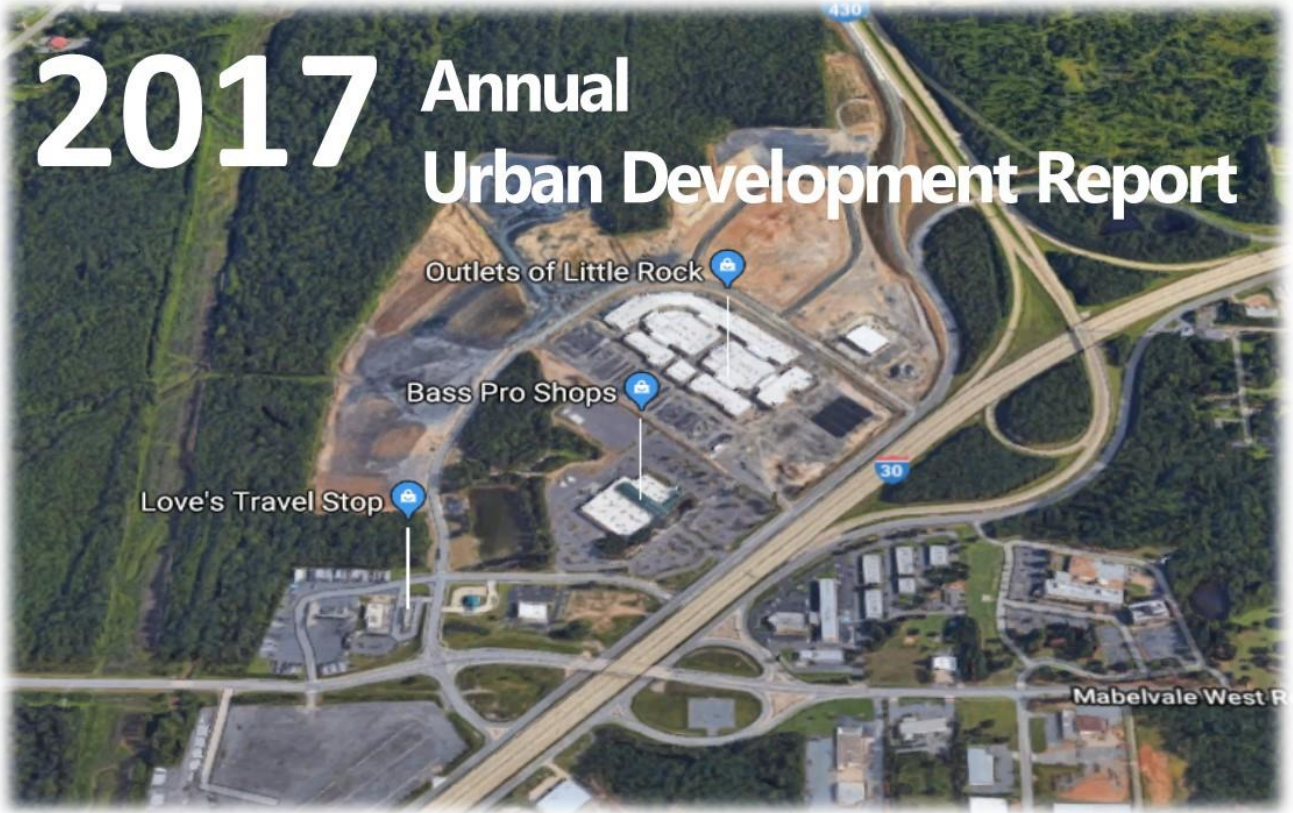 430
2017 Annual
Urban Development Report
Outlets of Little Rock
Bass Pro Shops
30
Love's Travel Stop
Mabelvale West R